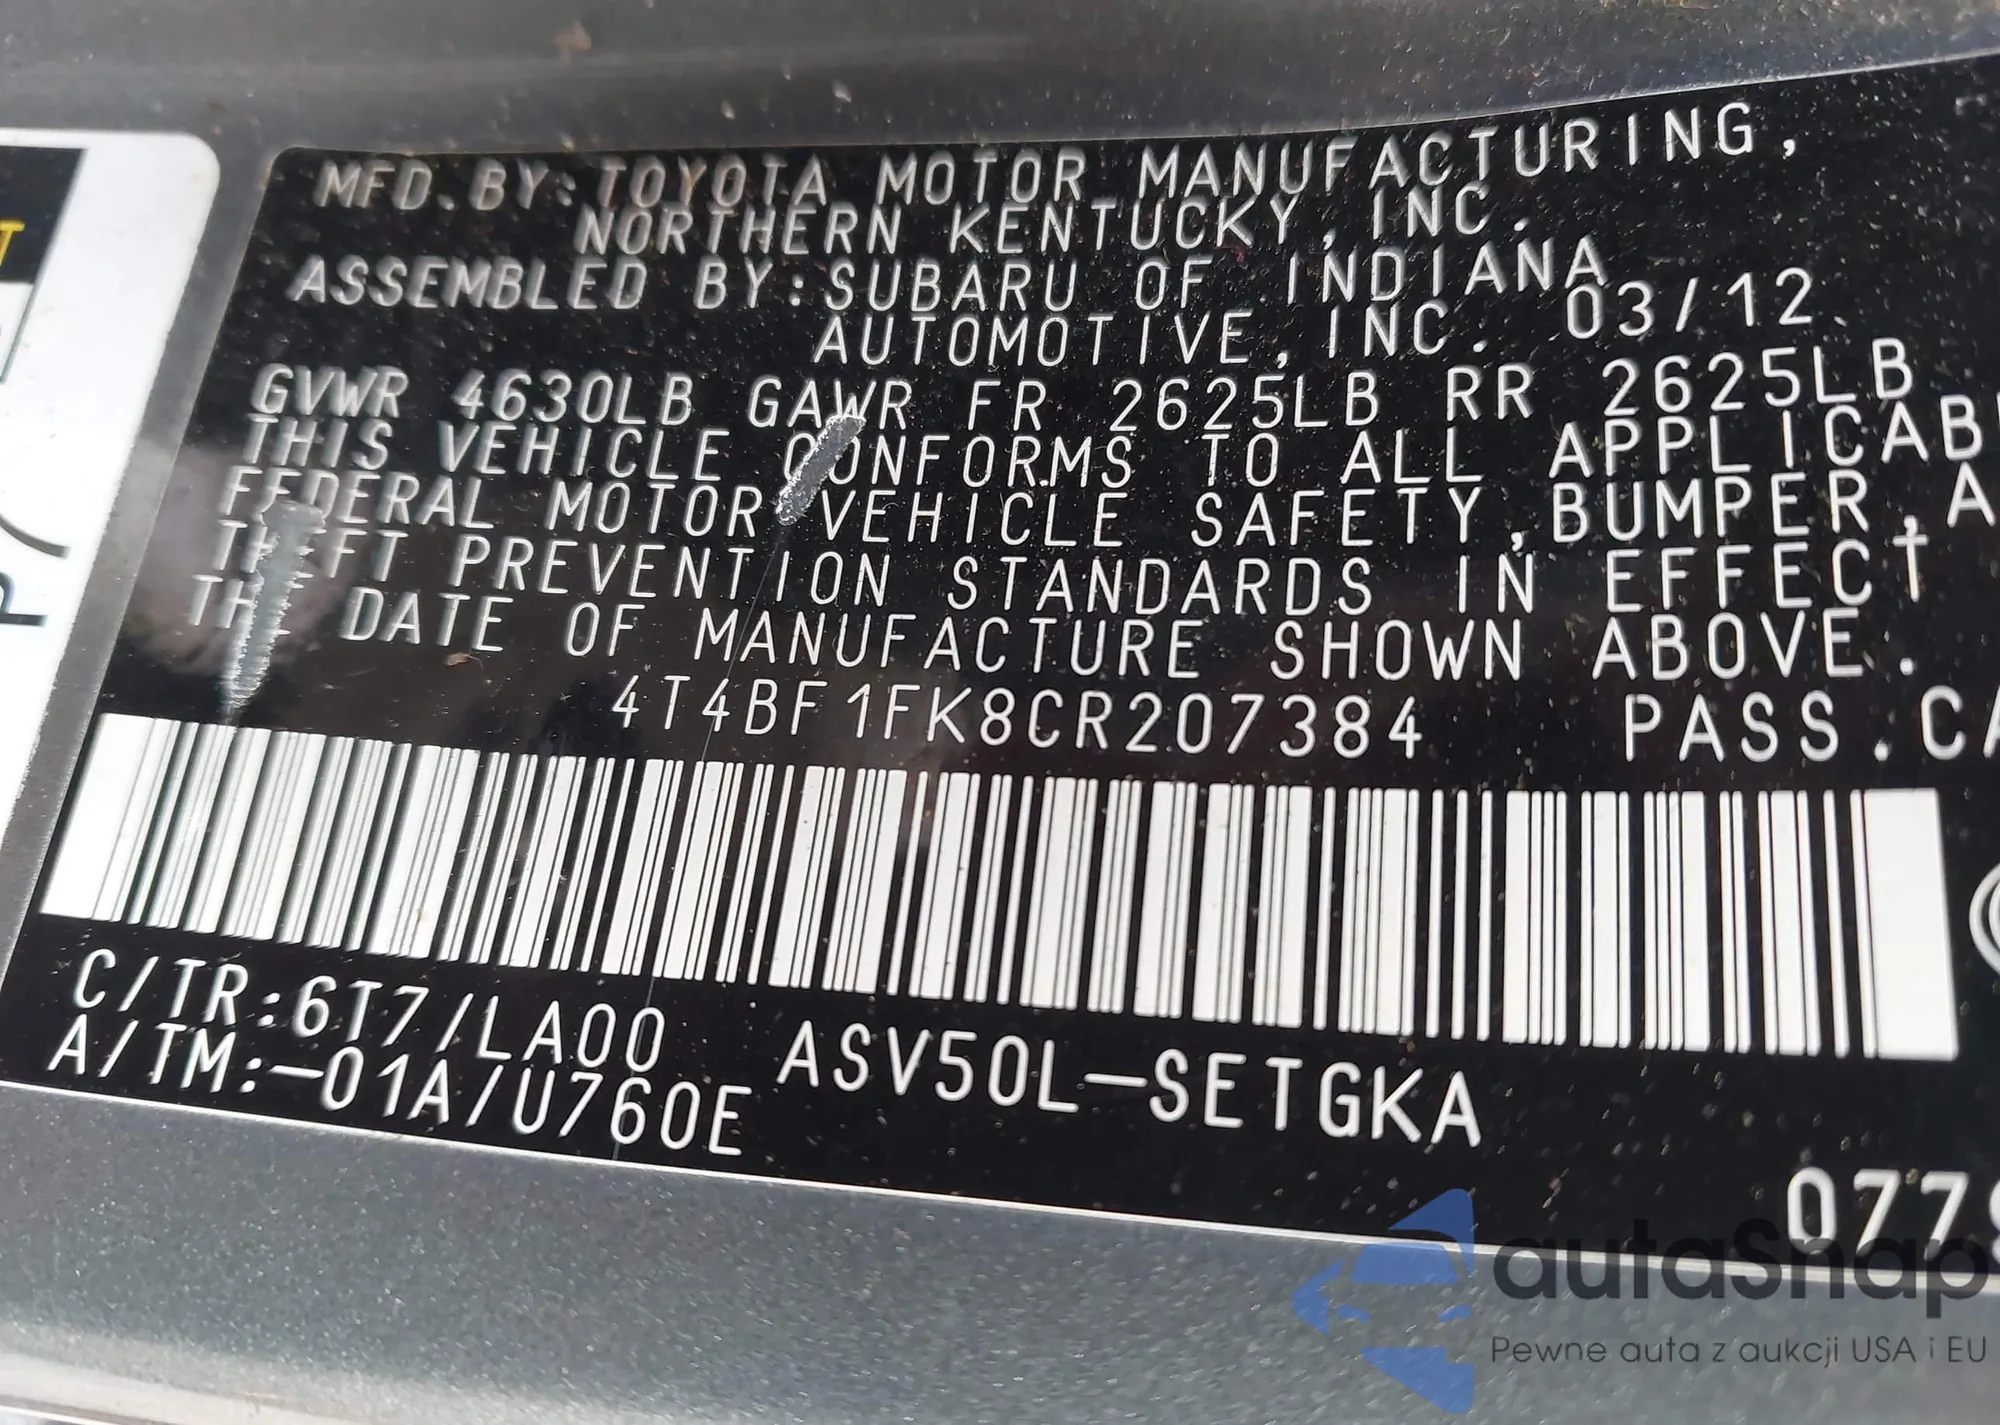 MFD.BY:TOYOTA MOTOR MANUFACTURING,
NORTHERN KENTUCKY,INC.
ASSEMBLED BY:SUBARU OF INDIANA
AUTOMOTIVE,INC. 03/12
GVWR 4630LB GAWR FR 2625LB RR 2625LB
THIS VEHICLE CONFORMS TO ALL APPLICAB
FEDERAL MOTOR VEHICLE SAFETY,BUMPER,A
THEFT PREVENTION STANDARDS IN EFFECT
THE DATE OF MANUFACTURE SHOWN ABOVE.
4T4BF1FK8CR207384 PASS.CA
C/TR:6T7/LA00 ASV50L-SETGKA
A/TM:-01A/U760E
0779
autaSnap
Pewne auta z aukcji USA i EU